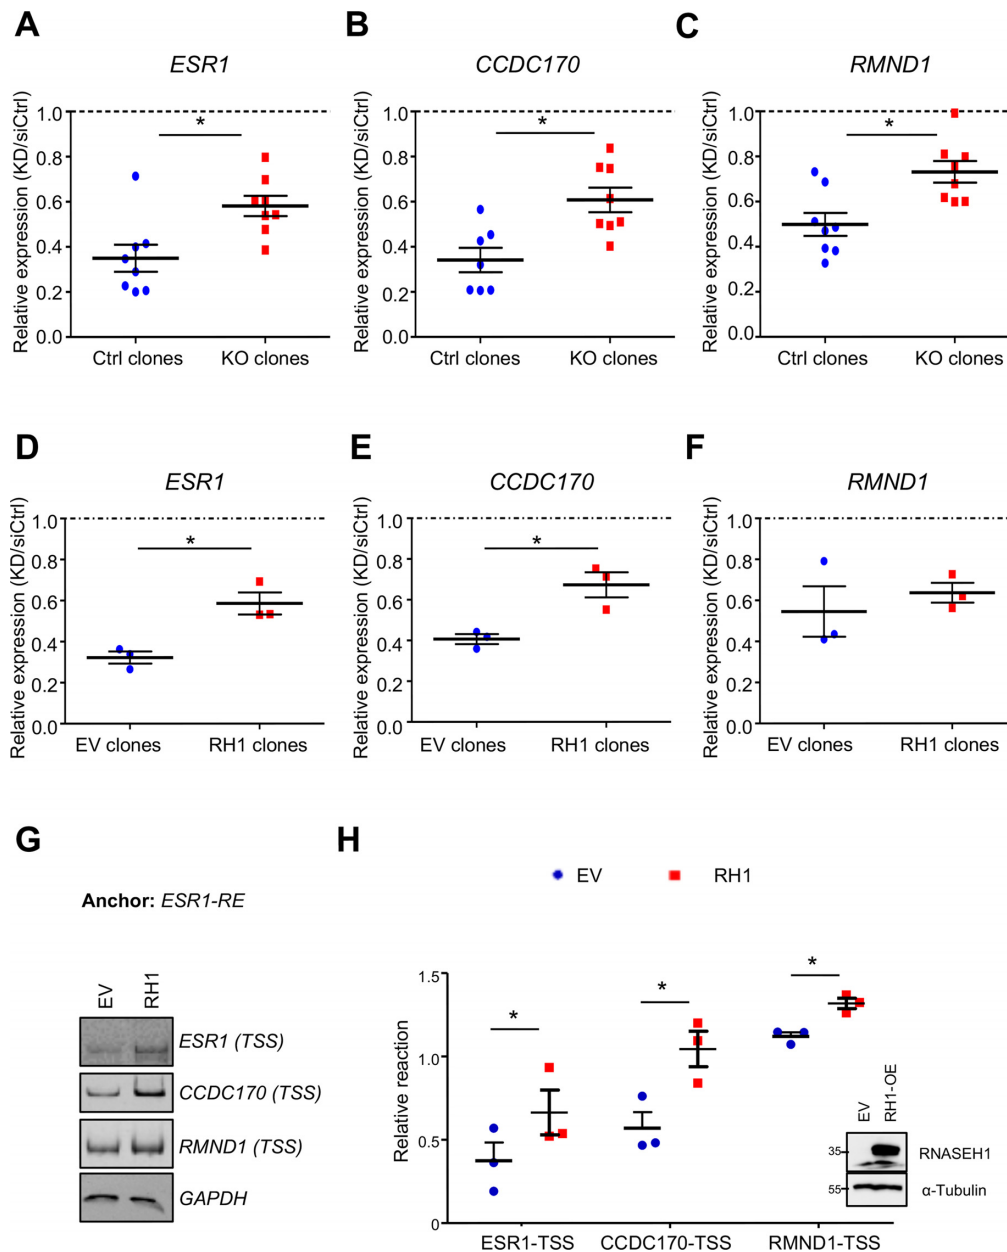 A
ESR1
Relative expression (KD/siCtrl)
1.0
0.8
0.6
0.4
0.2
0.0
*
Ctrl clones
KO clones
B
CCDC170
Relative expression (KD/siCtrl)
1.0
0.8
0.6
0.4
0.2
0.0
*
Ctrl clones
KO clones
C
RMND1
Relative expression (KD/siCtrl)
1.0
0.8
0.6
0.4
0.2
0.0
*
Ctrl clones
KO clones
D
ESR1
Relative expression (KD/siCtrl)
1.0
0.8
0.6
0.4
0.2
0.0
*
EV clones
RH1 clones
E
CCDC170
Relative expression (KD/siCtrl)
1.0
0.8
0.6
0.4
0.2
0.0
*
EV clones
RH1 clones
F
RMND1
Relative expression (KD/siCtrl)
1.0
0.8
0.6
0.4
0.2
0.0
EV clones
RH1 clones
G
Anchor: ESR1-RE
EV
RH1
ESR1 (TSS)
CCDC170 (TSS)
RMND1 (TSS)
GAPDH
H
EV
RH1
Relative reaction
1.5
1.0
0.5
0
*
*
*
ESR1-TSS
CCDC170-TSS
RMND1-TSS
EV
RH1-OE
35
RNASEH1
55
α-Tubulin